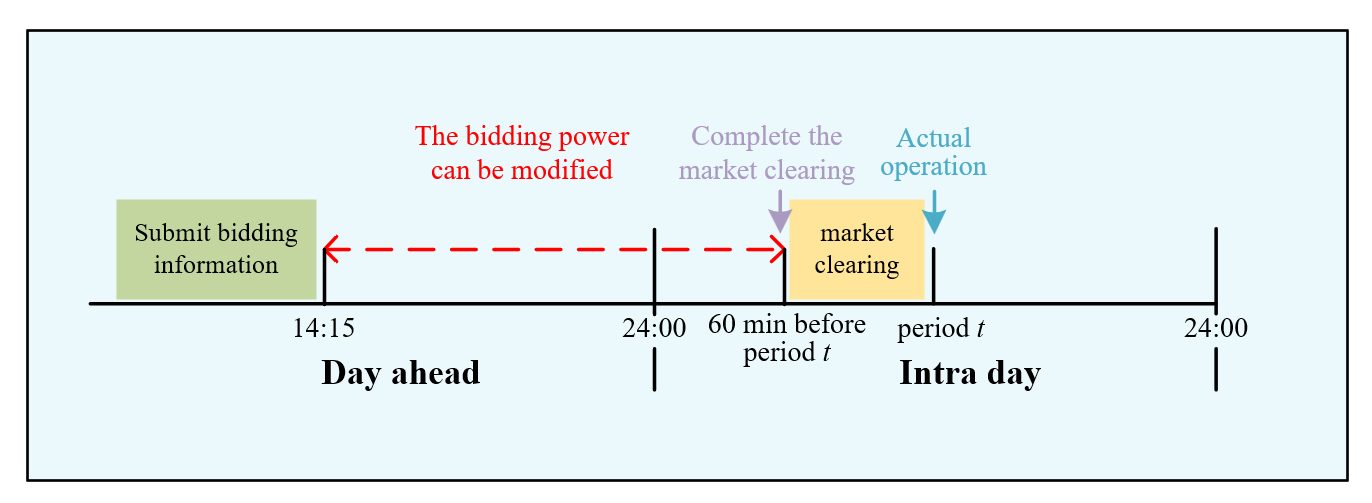 The bidding power
can be modified
Complete the
market clearing
Actual
operation
Submit bidding
information
market
clearing
14:15
24:00
60 min before
period t
period t
24:00
Day ahead
Intra day